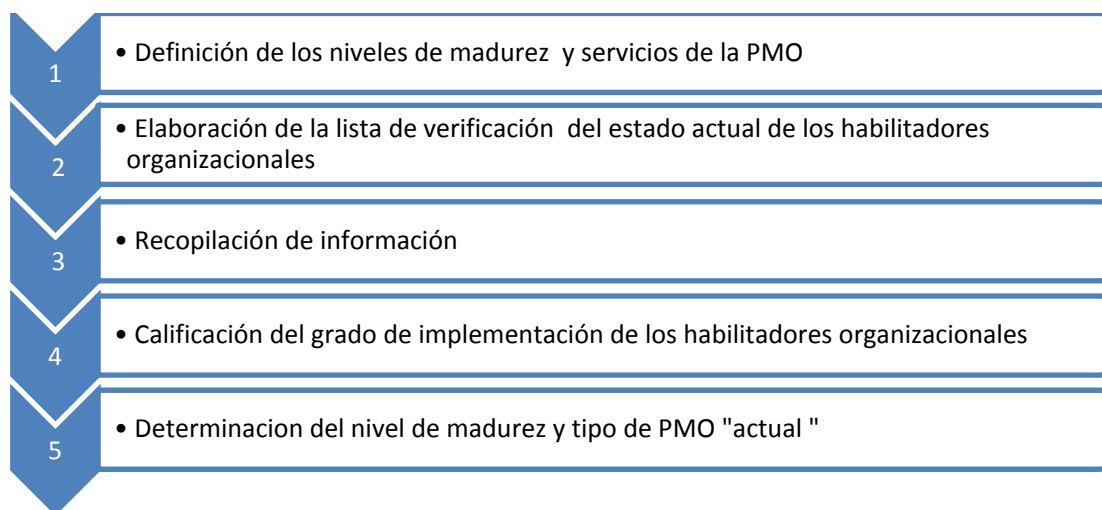 1
• Definición de los niveles de madurez y servicios de la PMO
2
• Elaboración de la lista de verificación del estado actual de los habilitadores
organizacionales
3
• Recopilación de información
4
• Calificación del grado de implementación de los habilitadores organizacionales
5
• Determinacion del nivel de madurez y tipo de PMO "actual "